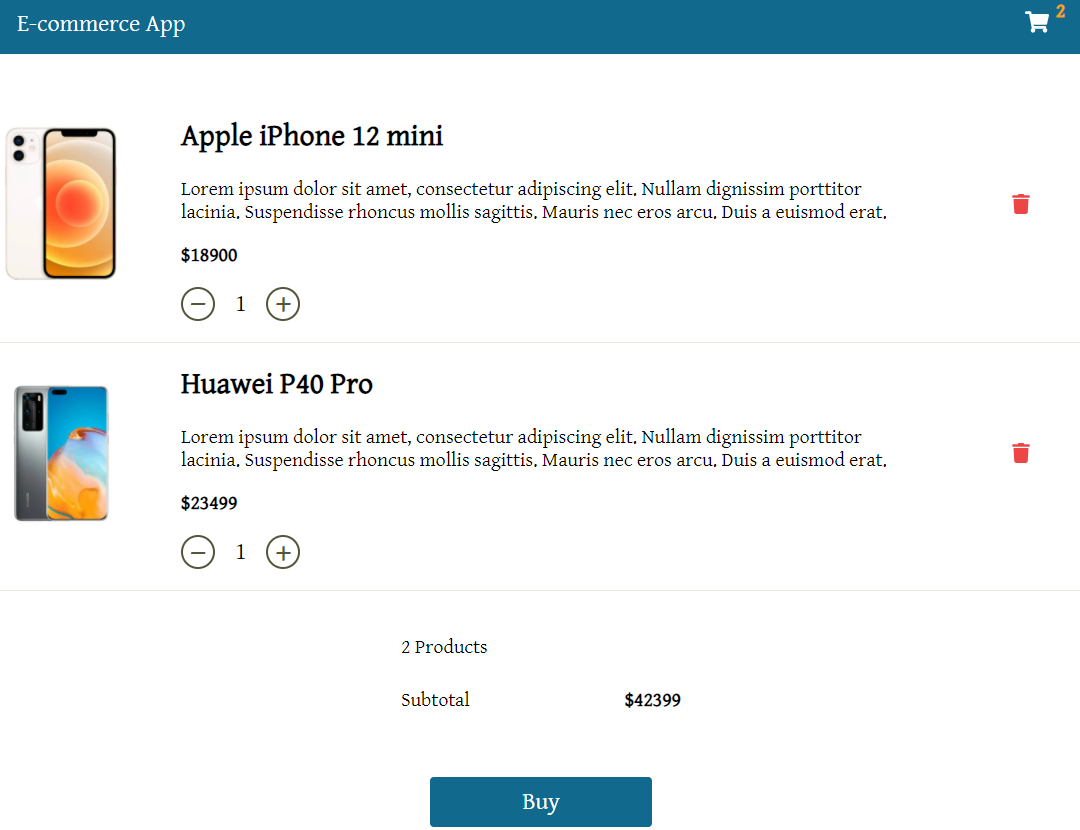 E-commerce App
2
Apple iPhone 12 mini
Lorem ipsum dolor sit amet, consectetur adipiscing elit. Nullam dignissim porttitor
lacinia. Suspendisse rhoncus mollis sagittis. Mauris nec eros arcu. Duis a euismod erat.
$18900
1
Huawei P40 Pro
Lorem ipsum dolor sit amet, consectetur adipiscing elit. Nullam dignissim porttitor
lacinia. Suspendisse rhoncus mollis sagittis. Mauris nec eros arcu. Duis a euismod erat.
$23499
1
2 Products
Subtotal $42399
Buy